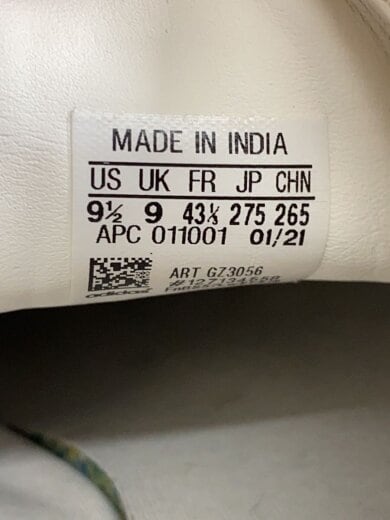 MADE IN INDIA
US UK FR JP CHN
9½ 9 43⅓ 275 265
APC 011001 01/21
ART GZ3056
adidas